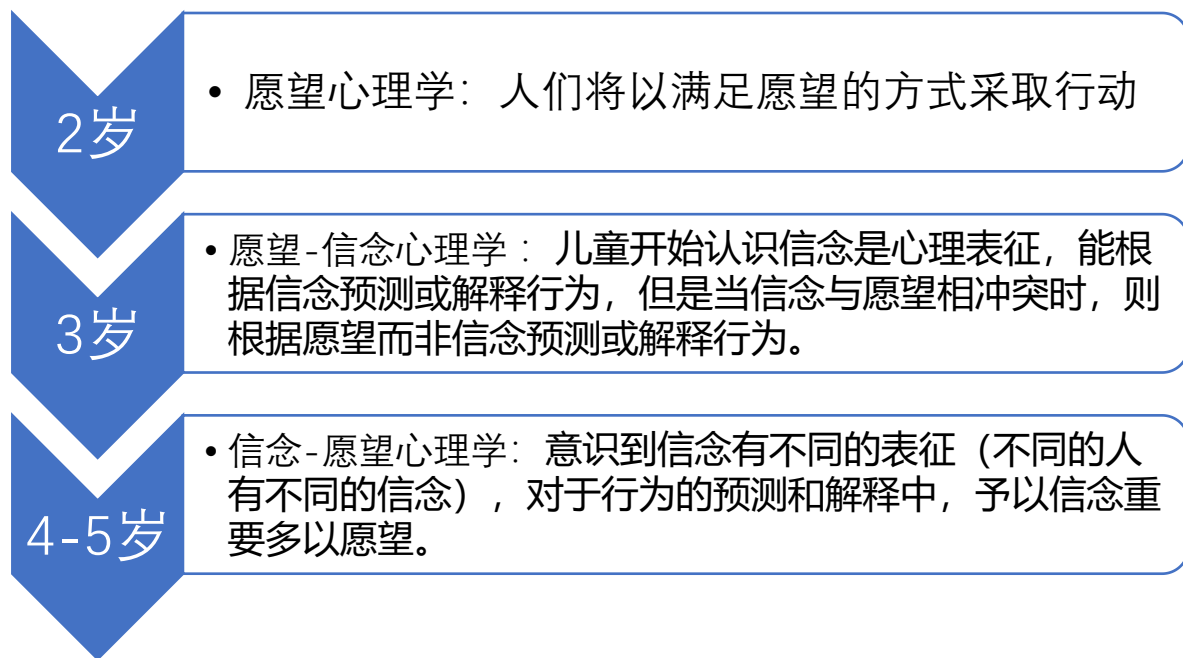 2岁
• 愿望心理学：人们将以满足愿望的方式采取行动
3岁
• 愿望-信念心理学 ：儿童开始认识信念是心理表征，能根
据信念预测或解释行为，但是当信念与愿望相冲突时，则
根据愿望而非信念预测或解释行为。
4-5岁
• 信念-愿望心理学：意识到信念有不同的表征（不同的人
有不同的信念），对于行为的预测和解释中，予以信念重
要多以愿望。